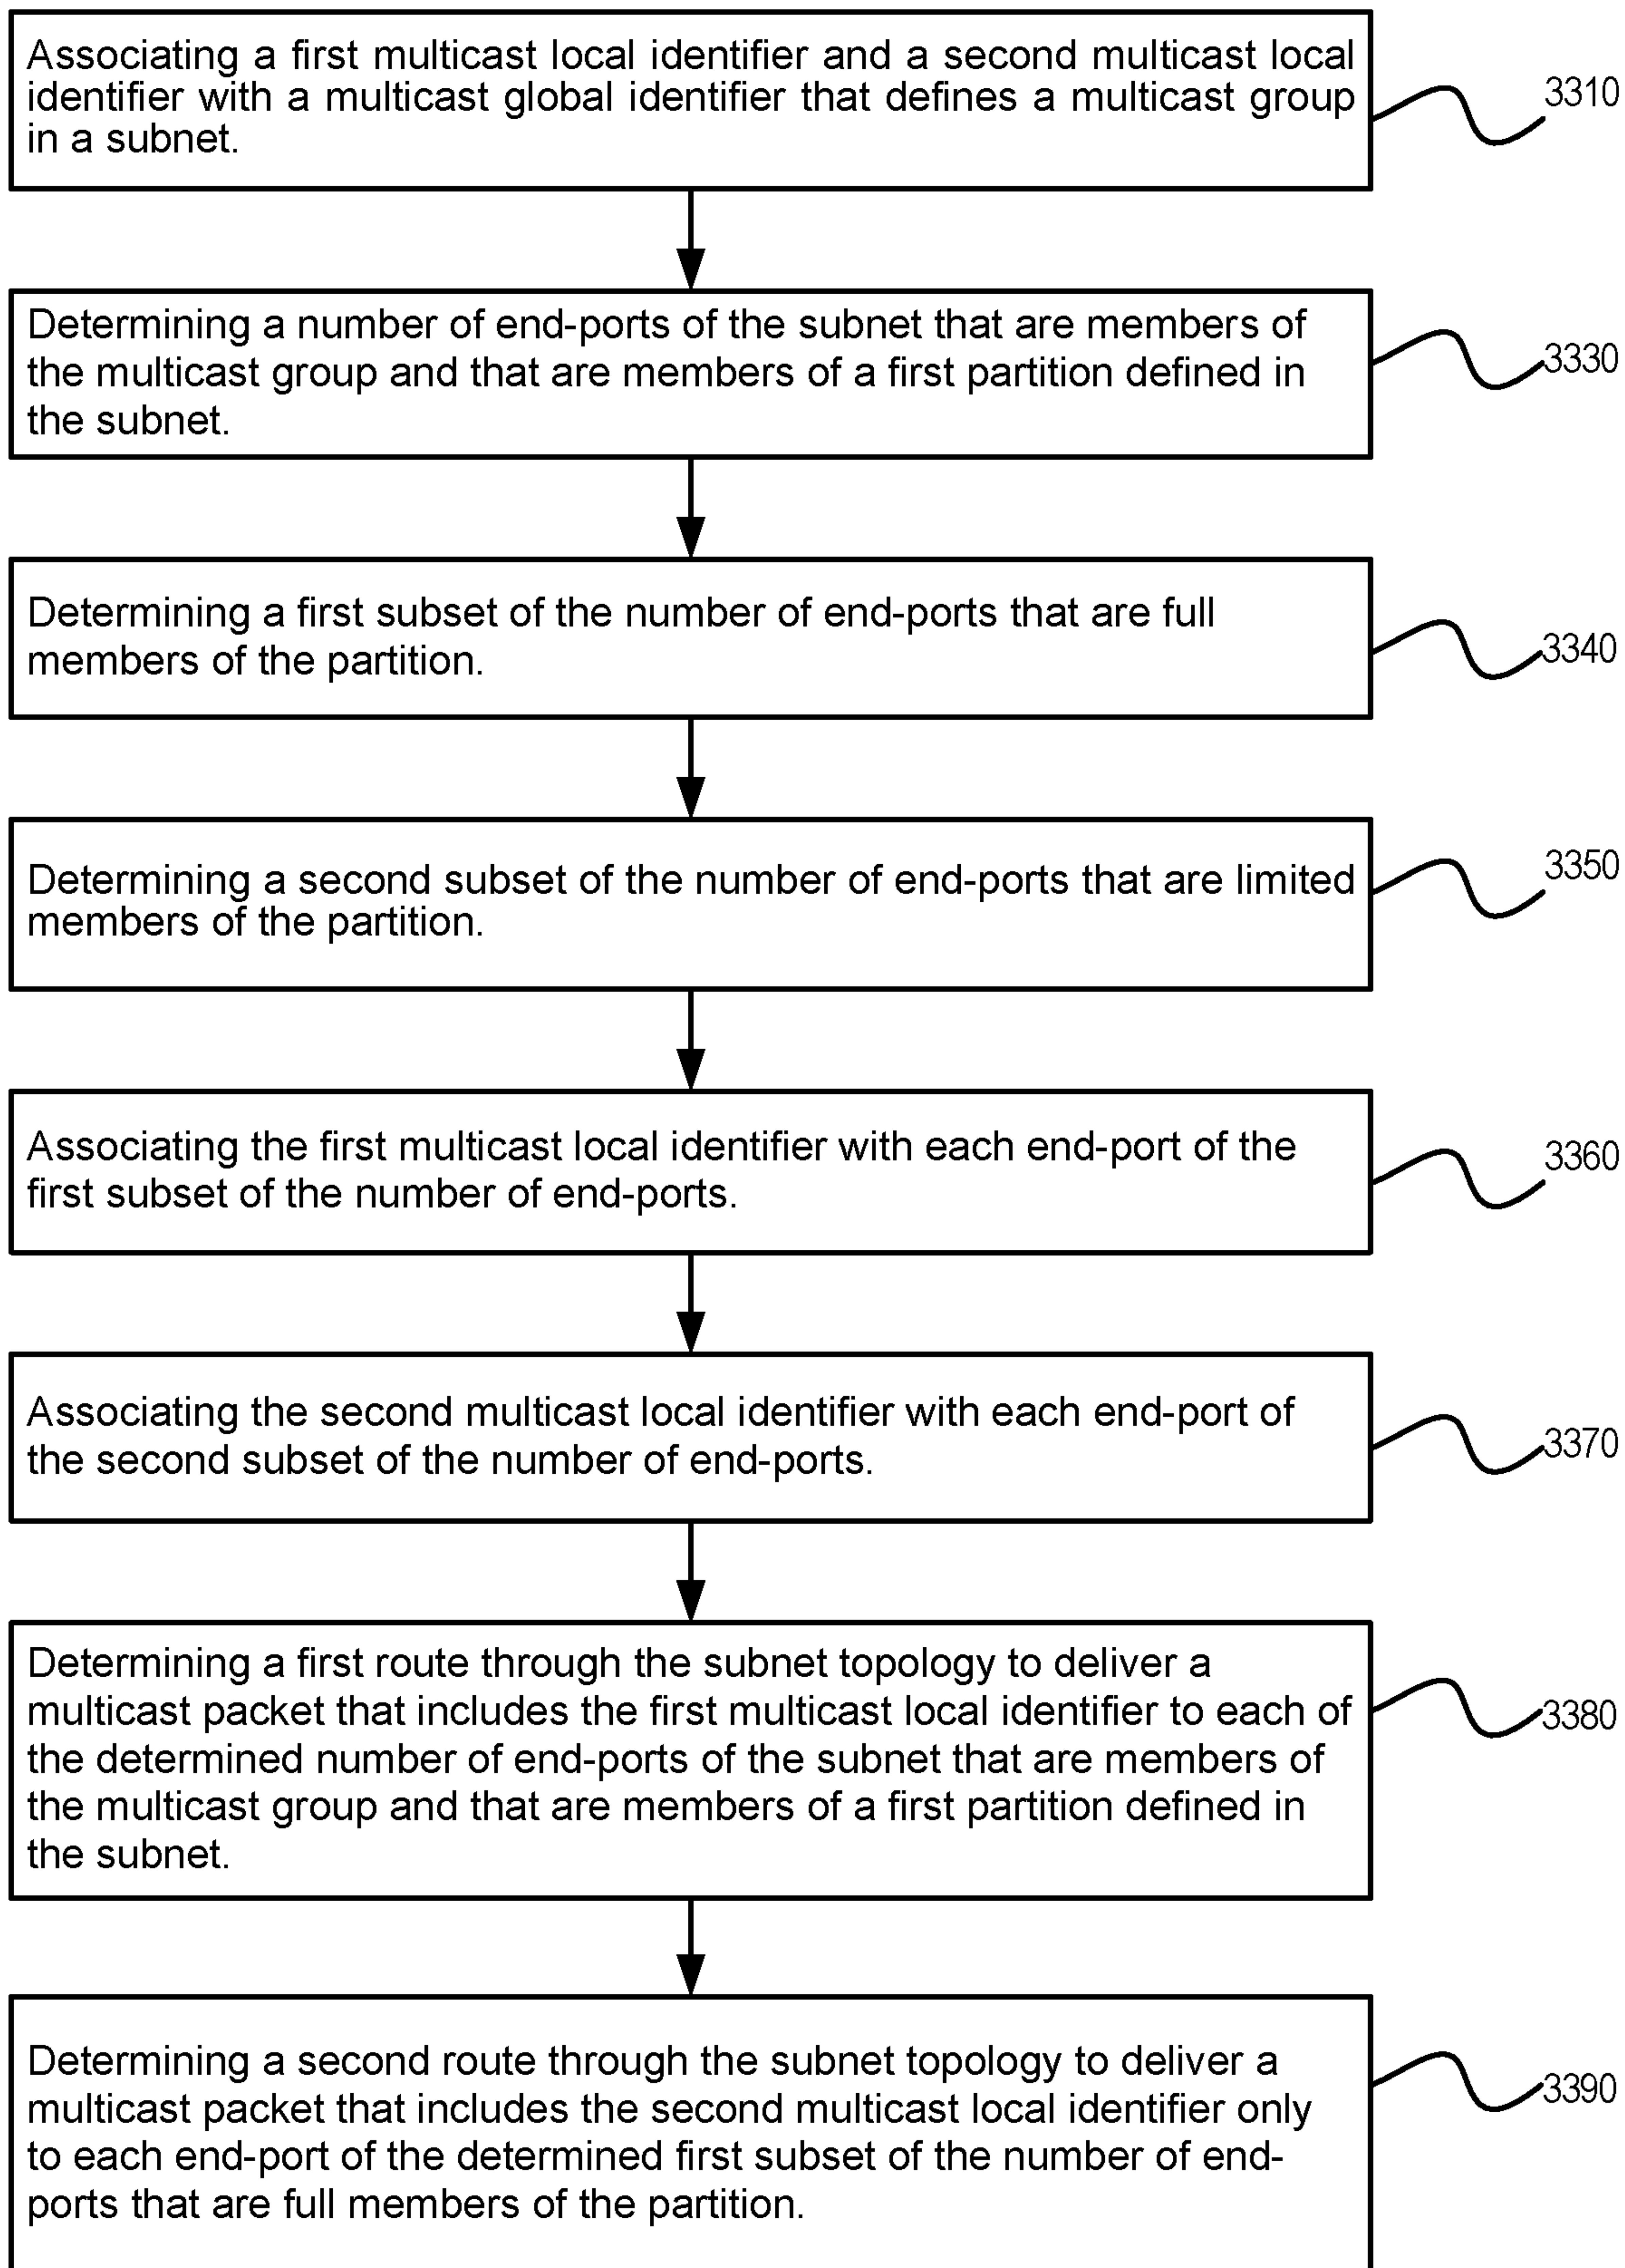 Associating a first multicast local identifier and a second multicast local
identifier with a multicast global identifier that defines a multicast group
in a subnet.
3310
Determining a number of end-ports of the subnet that are members of
the multicast group and that are members of a first partition defined in
the subnet.
3330
Determining a first subset of the number of end-ports that are full
members of the partition.
3340
Determining a second subset of the number of end-ports that are limited
members of the partition.
3350
Associating the first multicast local identifier with each end-port of the
first subset of the number of end-ports.
3360
Associating the second multicast local identifier with each end-port of
the second subset of the number of end-ports.
3370
Determining a first route through the subnet topology to deliver a
multicast packet that includes the first multicast local identifier to each of
the determined number of end-ports of the subnet that are members of
the multicast group and that are members of a first partition defined in
the subnet.
3380
Determining a second route through the subnet topology to deliver a
multicast packet that includes the second multicast local identifier only
to each end-port of the determined first subset of the number of end-
ports that are full members of the partition.
3390